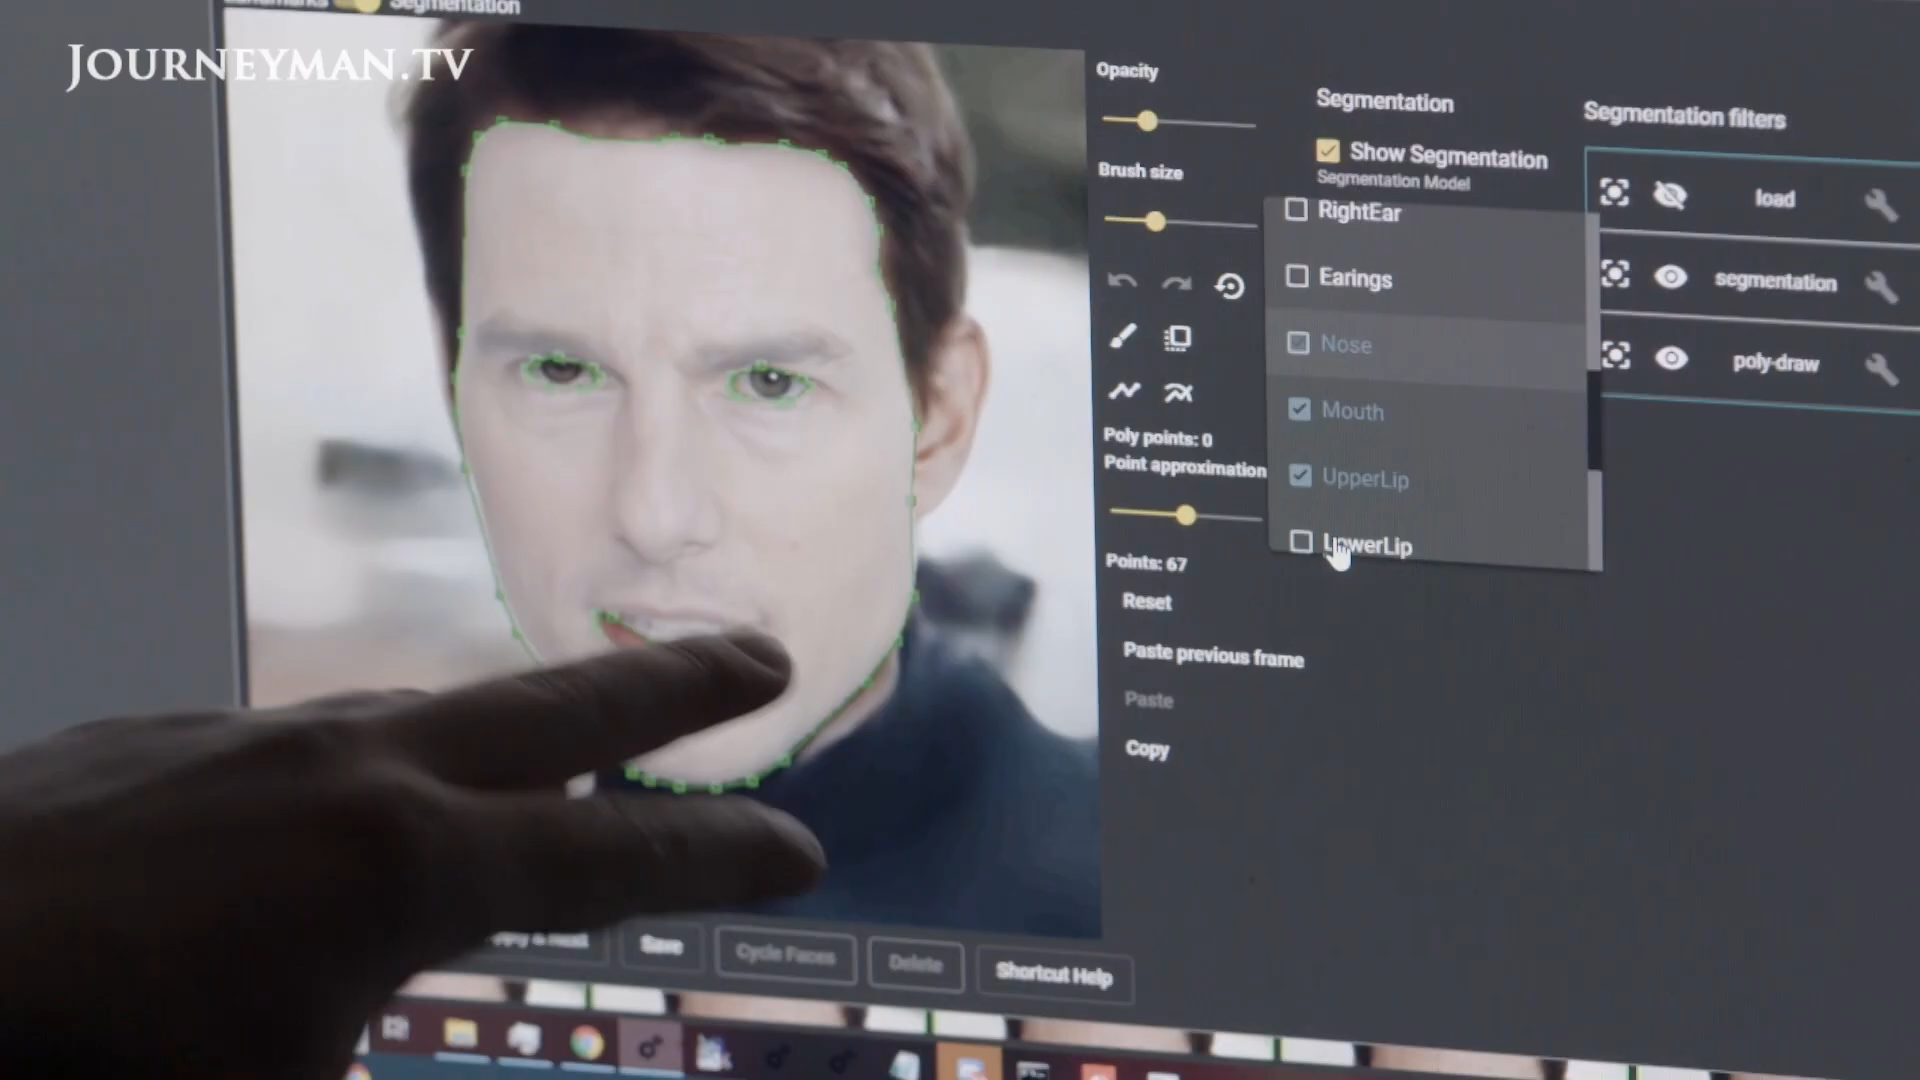 Landmarks Segmentation
JOURNEYMAN.TV
Opacity
Brush size
Poly points: 0
Point approximation
Points: 67
Reset
Paste previous frame
Paste
Copy
Segmentation
Show Segmentation
Segmentation Model
RightEar
Earings
Nose
Mouth
UpperLip
LowerLip
Segmentation filters
load
segmentation
poly-draw
Save
Cycle Faces
Delete
Shortcut Help